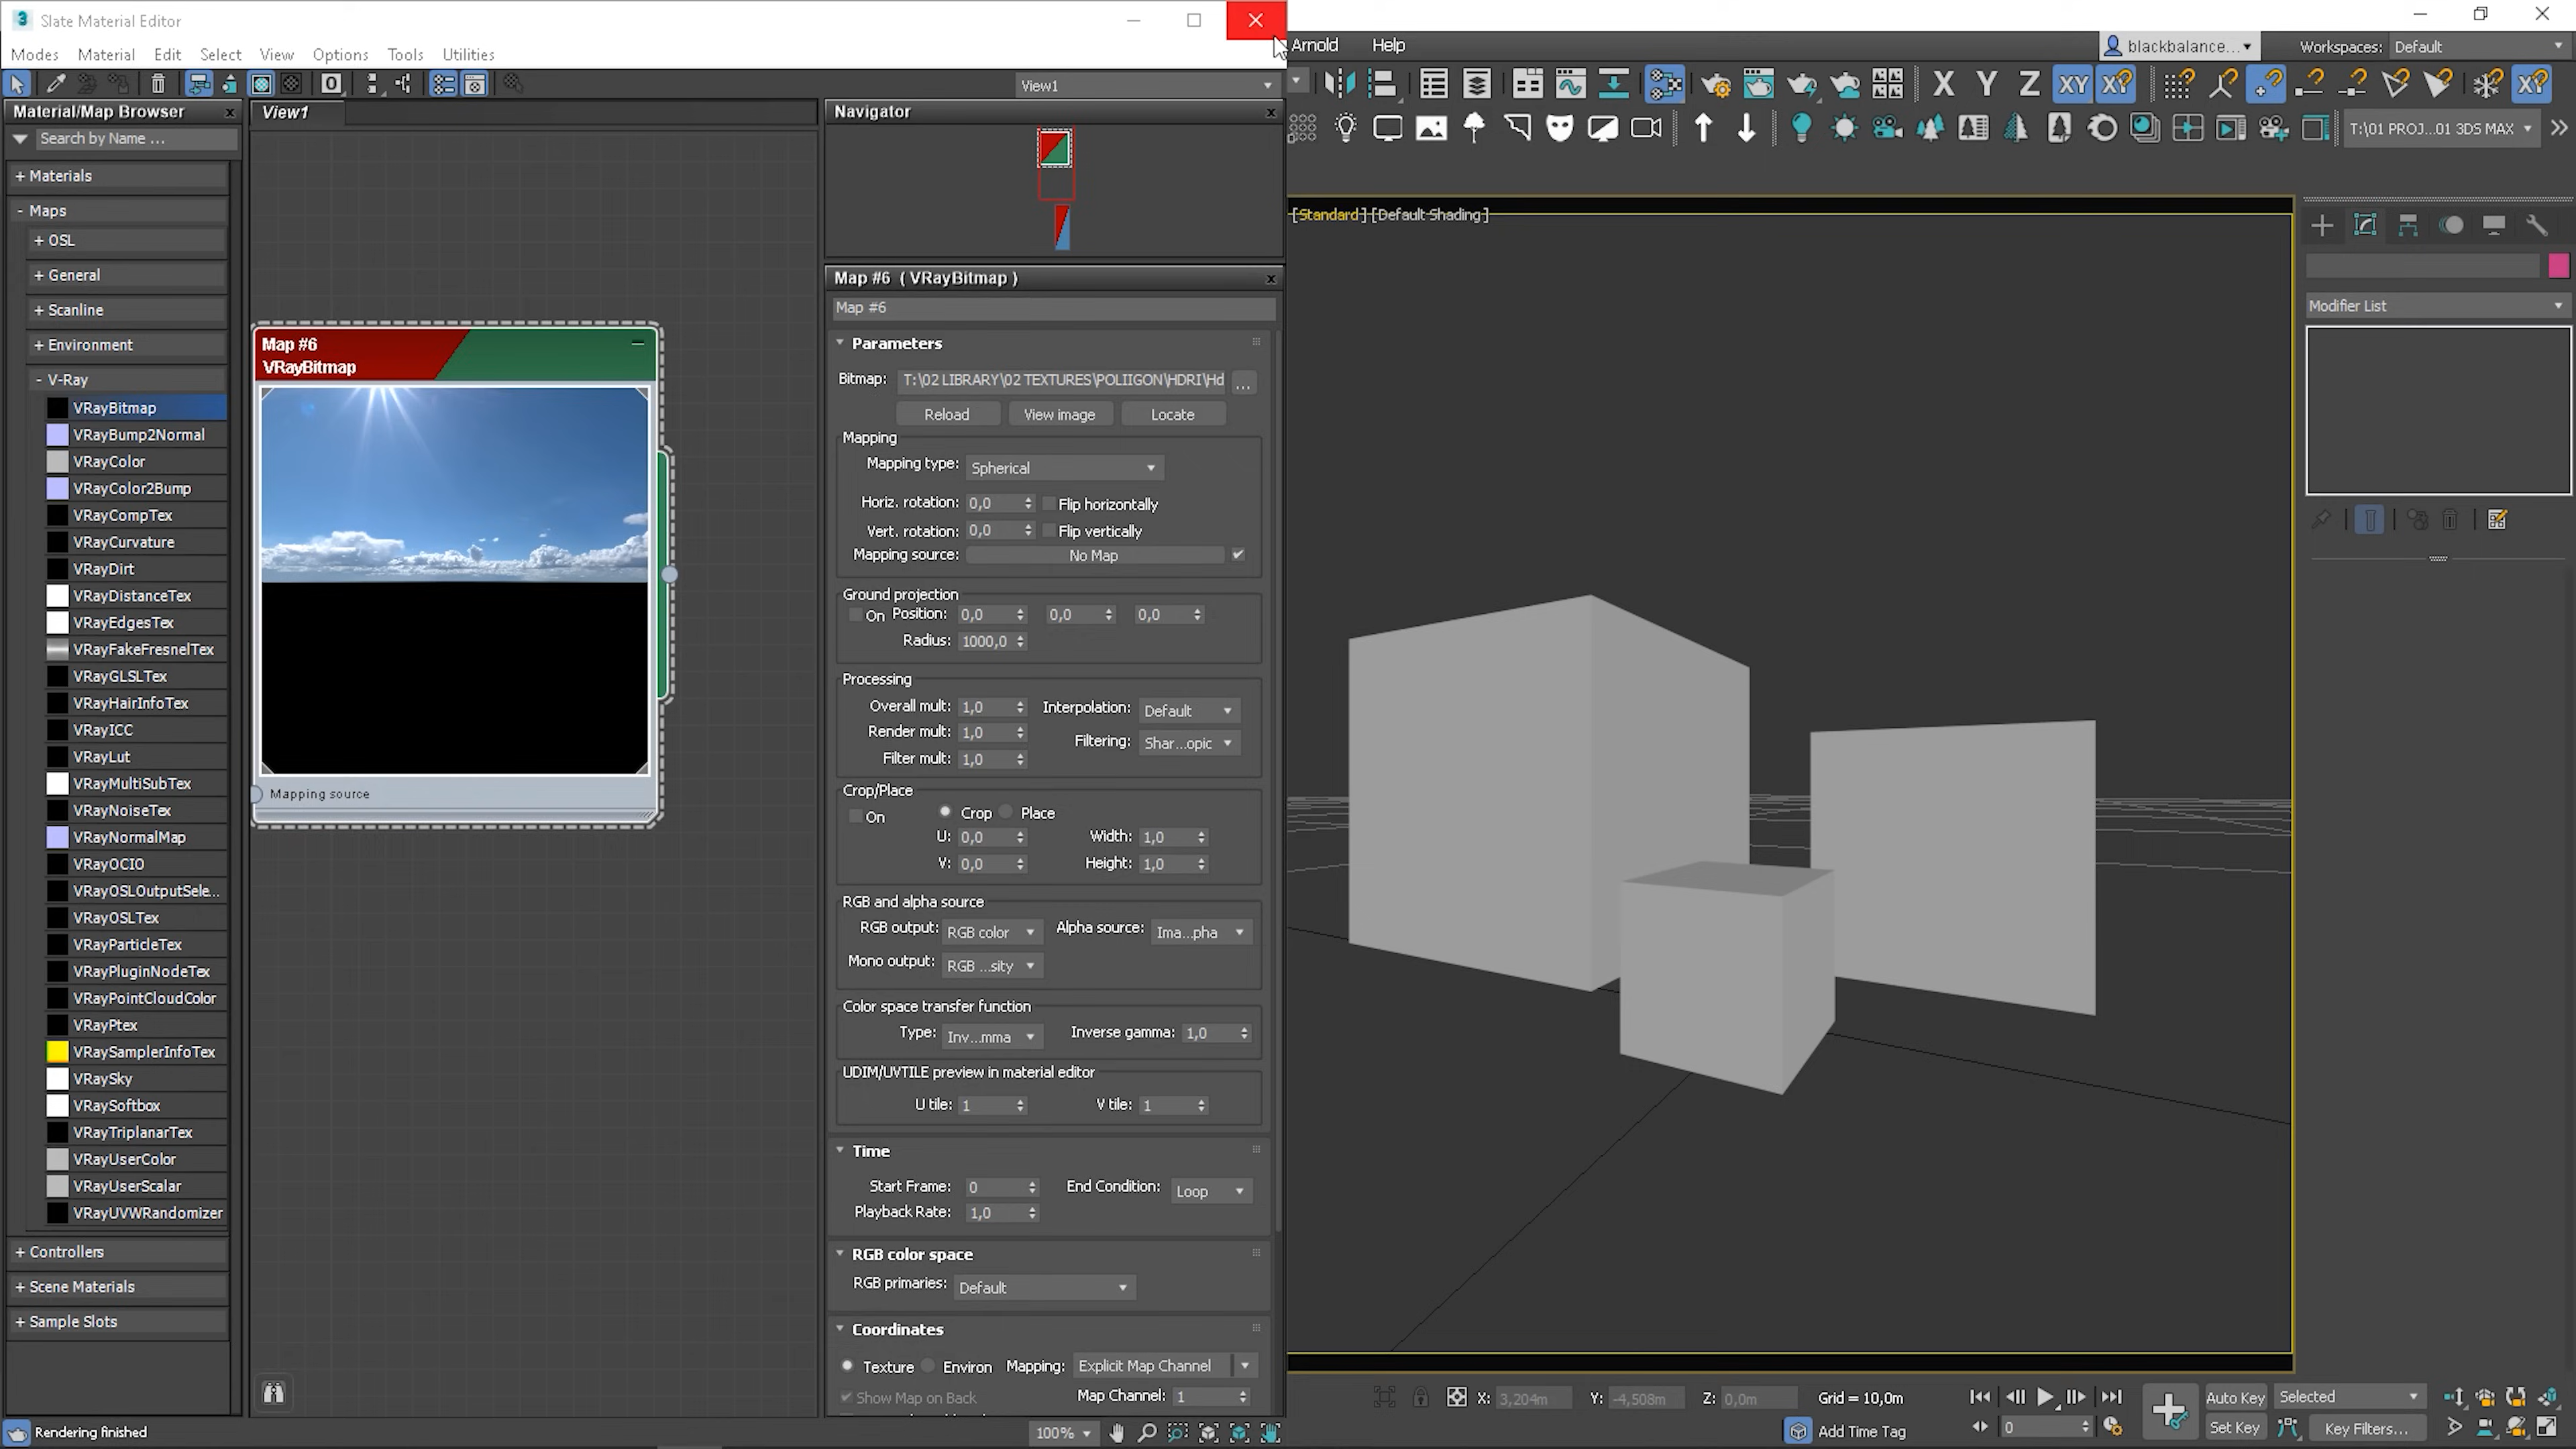 Slate Material Editor
Modes Material Edit Select View Options Tools Utilities
Arnold Help
blackbalance... Workspaces: Default
View1
X Y Z XY
T:\01 PROJ...01 3DS MAX
Material/Map Browser
Search by Name ...
+ Materials
- Maps
+ OSL
+ General
+ Scanline
+ Environment
- V-Ray
VRayBitmap
VRayBump2Normal
VRayColor
VRayColor2Bump
VRayCompTex
VRayCurvature
VRayDirt
VRayDistanceTex
VRayEdgesTex
VRayFakeFresnelTex
VRayGLSLTex
VRayHairInfoTex
VRayICC
VRayLut
VRayMultiSubTex
VRayNoiseTex
VRayNormalMap
VRayOCIO
VRayOSLOutputSele...
VRayOSLTex
VRayParticleTex
VRayPluginNodeTex
VRayPointCloudColor
VRayPtex
VRaySamplerInfoTex
VRaySky
VRaySoftbox
VRayTriplanarTex
VRayUserColor
VRayUserScalar
VRayUVWRandomizer
+ Controllers
+ Scene Materials
+ Sample Slots
Rendering finished
View1
Map #6
VRayBitmap
Mapping source
Navigator
Map #6 ( VRayBitmap )
Map #6
Parameters
Bitmap: T:\02 LIBRARY\02 TEXTURES\POLIIGON\HDRI\Hd ...
Reload View image Locate
Mapping
Mapping type: Spherical
Horiz. rotation: 0,0 Flip horizontally
Vert. rotation: 0,0 Flip vertically
Mapping source: No Map
Ground projection
On Position: 0,0 0,0 0,0
Radius: 1000,0
Processing
Overall mult: 1,0 Interpolation: Default
Render mult: 1,0 Filtering: Shar...opic
Filter mult: 1,0
Crop/Place
On Crop Place
U: 0,0 Width: 1,0
V: 0,0 Height: 1,0
RGB and alpha source
RGB output: RGB color Alpha source: Ima...pha
Mono output: RGB ...sity
Color space transfer function
Type: Inv...mma Inverse gamma: 1,0
UDIM/UVTILE preview in material editor
U tile: 1 V tile: 1
Time
Start Frame: 0 End Condition: Loop
Playback Rate: 1,0
RGB color space
RGB primaries: Default
Coordinates
Texture Environ Mapping: Explicit Map Channel
Show Map on Back Map Channel: 1
100%
[Standard] [Default Shading]
Modifier List
X: 3,204m Y: -4,508m Z: 0,0m Grid = 10,0m
Add Time Tag
0
Auto Key Selected
Set Key Key Filters...